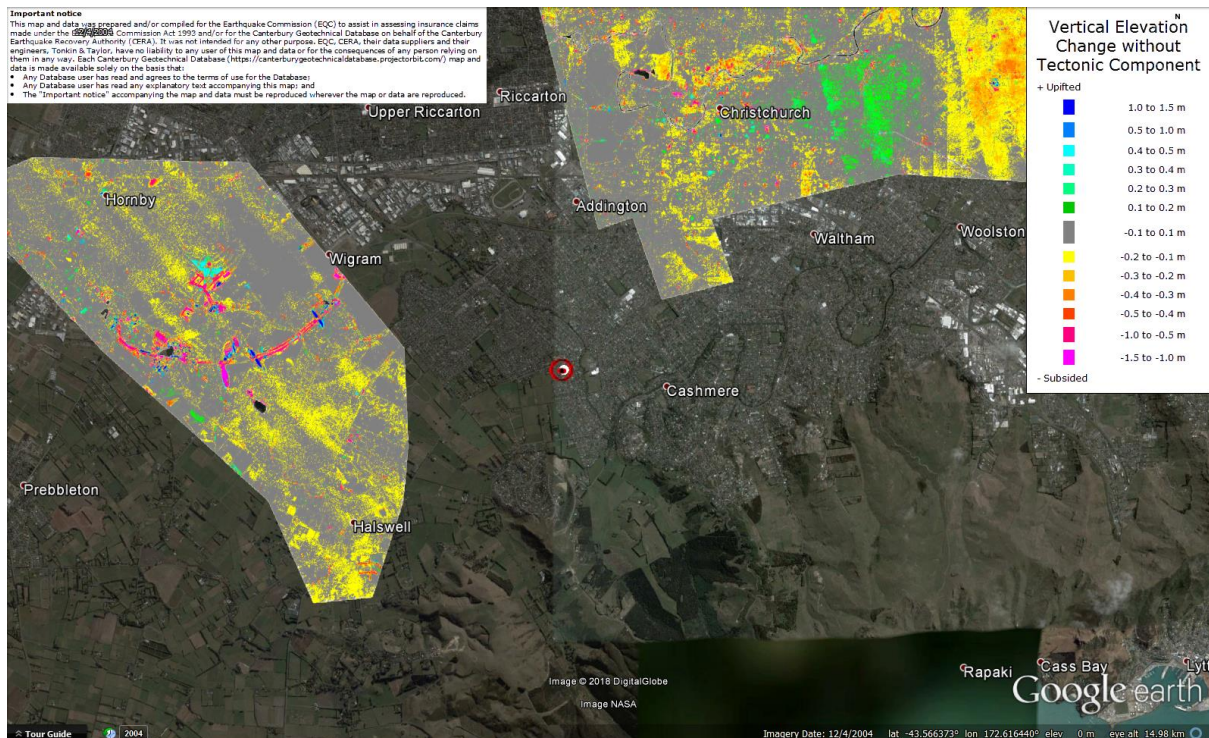 Important notice
This map and data was prepared and/or compiled for the Earthquake Commission (EQC) to assist in assessing insurance claims
made under the Commission Act 1993 and/or for the Canterbury Geotechnical Database on behalf of the Canterbury
Earthquake Recovery Authority (CERA). It was not intended for any other purpose. EQC, CERA, their data suppliers and their
engineers, Tonkin & Taylor, have no liability to any user of this map and data or for the consequences of any person relying on
them in any way. Each Canterbury Geotechnical Database (https://canterburygeotechnicaldatabase.projectorbit.com/) map and
data is made available solely on the basis that:
• Any Database user has read and agrees to the terms of use for the Database;
• Any Database user has read any explanatory text accompanying this map; and
• The "Important notice" accompanying the map and data must be reproduced wherever the map or data are reproduced.
12/4/2004
N
Vertical Elevation
Change without
Tectonic Component
+ Uplifted
1.0 to 1.5 m
0.5 to 1.0 m
0.4 to 0.5 m
0.3 to 0.4 m
0.2 to 0.3 m
0.1 to 0.2 m
-0.1 to 0.1 m
-0.2 to -0.1 m
-0.3 to -0.2 m
-0.4 to -0.3 m
-0.5 to -0.4 m
-1.0 to -0.5 m
-1.5 to -1.0 m
- Subsided
Riccarton
Upper Riccarton
Christchurch
Hornby
Addington
Wigram
Waltham
Woolston
Cashmere
Prebbleton
Halswell
Rapaki
Cass Bay
Lytt
Image © 2018 DigitalGlobe
Image NASA
Google earth
Tour Guide
2004
Imagery Date: 12/4/2004 lat -43.566373° lon 172.616440° elev 0 m eye alt 14.98 km